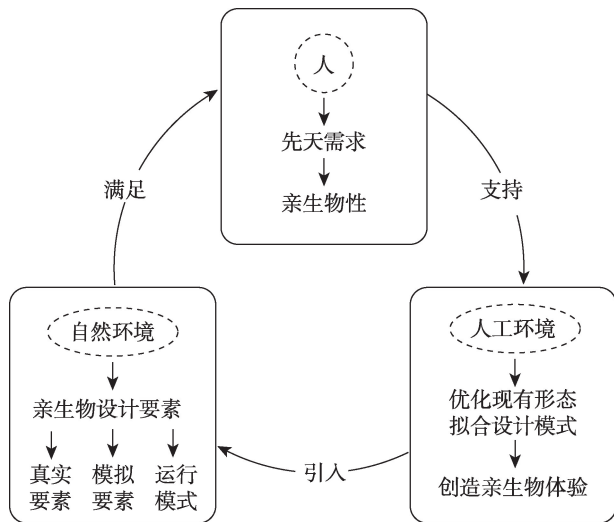 人
先天需求
亲生物性
满足
支持
自然环境
亲生物设计要素
真实
要素
模拟
要素
运行
模式
人工环境
优化现有形态
拟合设计模式
创造亲生物体验
引入